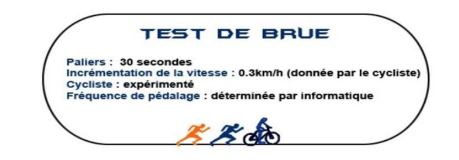 TEST DE BRUE
Paliers : 30 secondes
Incrémentation de la vitesse : 0.3km/h (donnée par le cycliste)
Cycliste : expérimenté
Fréquence de pédalage : déterminée par informatique